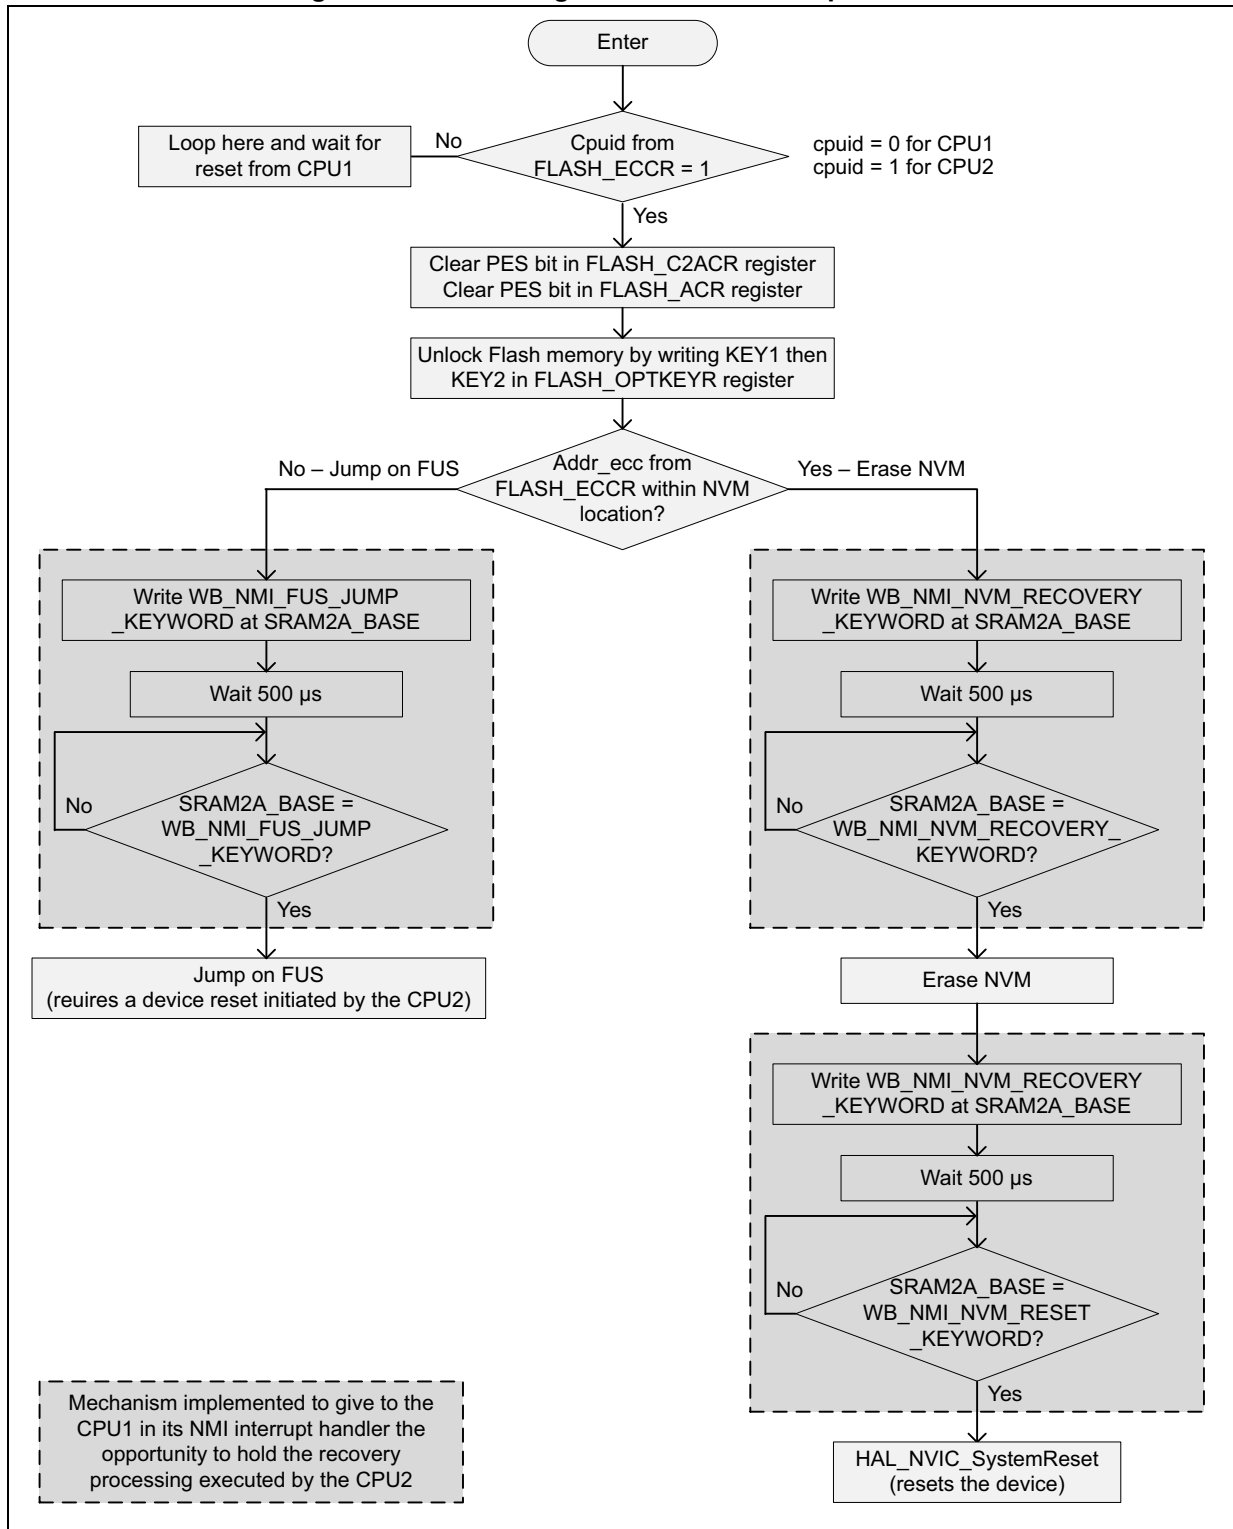 Enter
Loop here and wait for
reset from CPU1
No
Cpuid from
FLASH_ECCR = 1
cpuid = 0 for CPU1
cpuid = 1 for CPU2
Yes
Clear PES bit in FLASH_C2ACR register
Clear PES bit in FLASH_ACR register
Unlock Flash memory by writing KEY1 then
KEY2 in FLASH_OPTKEYR register
No – Jump on FUS
Addr_ecc from
FLASH_ECCR within NVM
location?
Yes – Erase NVM
Write WB_NMI_FUS_JUMP
_KEYWORD at SRAM2A_BASE
Wait 500 µs
No
SRAM2A_BASE =
WB_NMI_FUS_JUMP
_KEYWORD?
Yes
Jump on FUS
(reuires a device reset initiated by the CPU2)
Write WB_NMI_NVM_RECOVERY
_KEYWORD at SRAM2A_BASE
Wait 500 µs
No
SRAM2A_BASE =
WB_NMI_NVM_RECOVERY_
KEYWORD?
Yes
Erase NVM
Write WB_NMI_NVM_RECOVERY
_KEYWORD at SRAM2A_BASE
Wait 500 µs
No
SRAM2A_BASE =
WB_NMI_NVM_RESET
_KEYWORD?
Yes
HAL_NVIC_SystemReset
(resets the device)
Mechanism implemented to give to the
CPU1 in its NMI interrupt handler the
opportunity to hold the recovery
processing executed by the CPU2